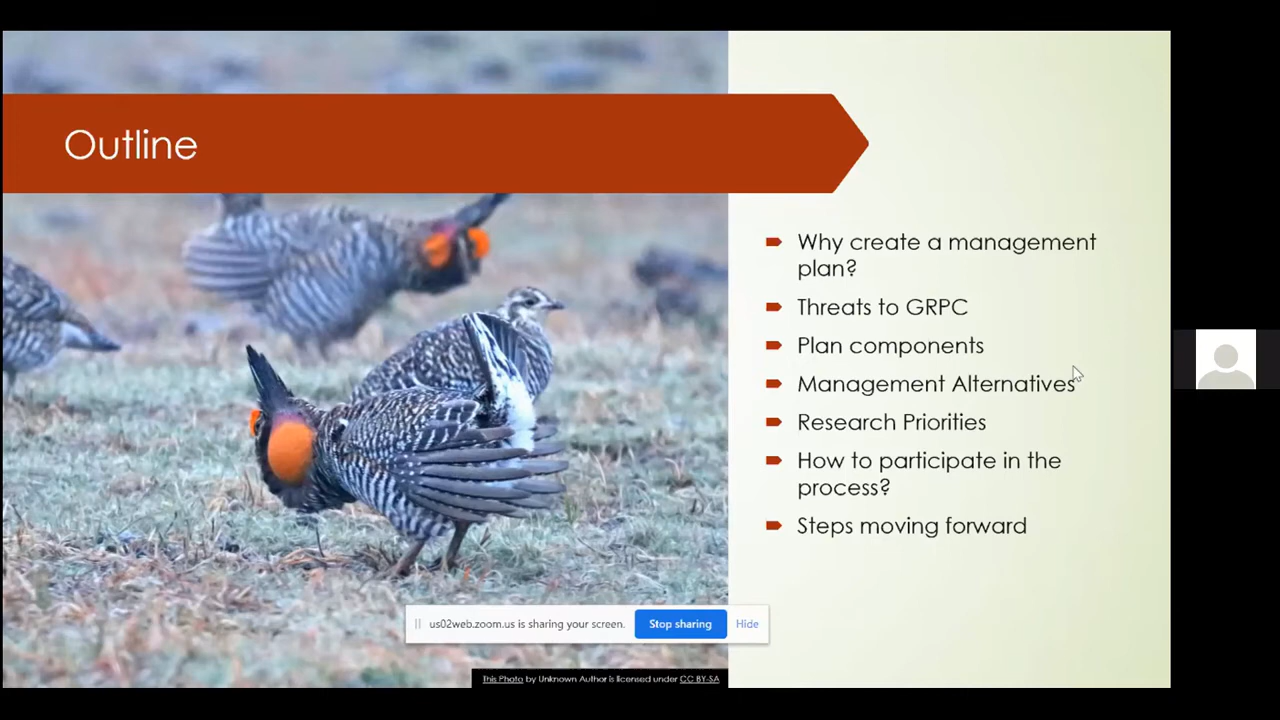 Outline
Why create a management
plan?
Threats to GRPC
Plan components
Management Alternatives
Research Priorities
How to participate in the
process?
Steps moving forward
us02web.zoom.us is sharing your screen. Stop sharing Hide
This Photo by Unknown Author is licensed under CC BY-SA